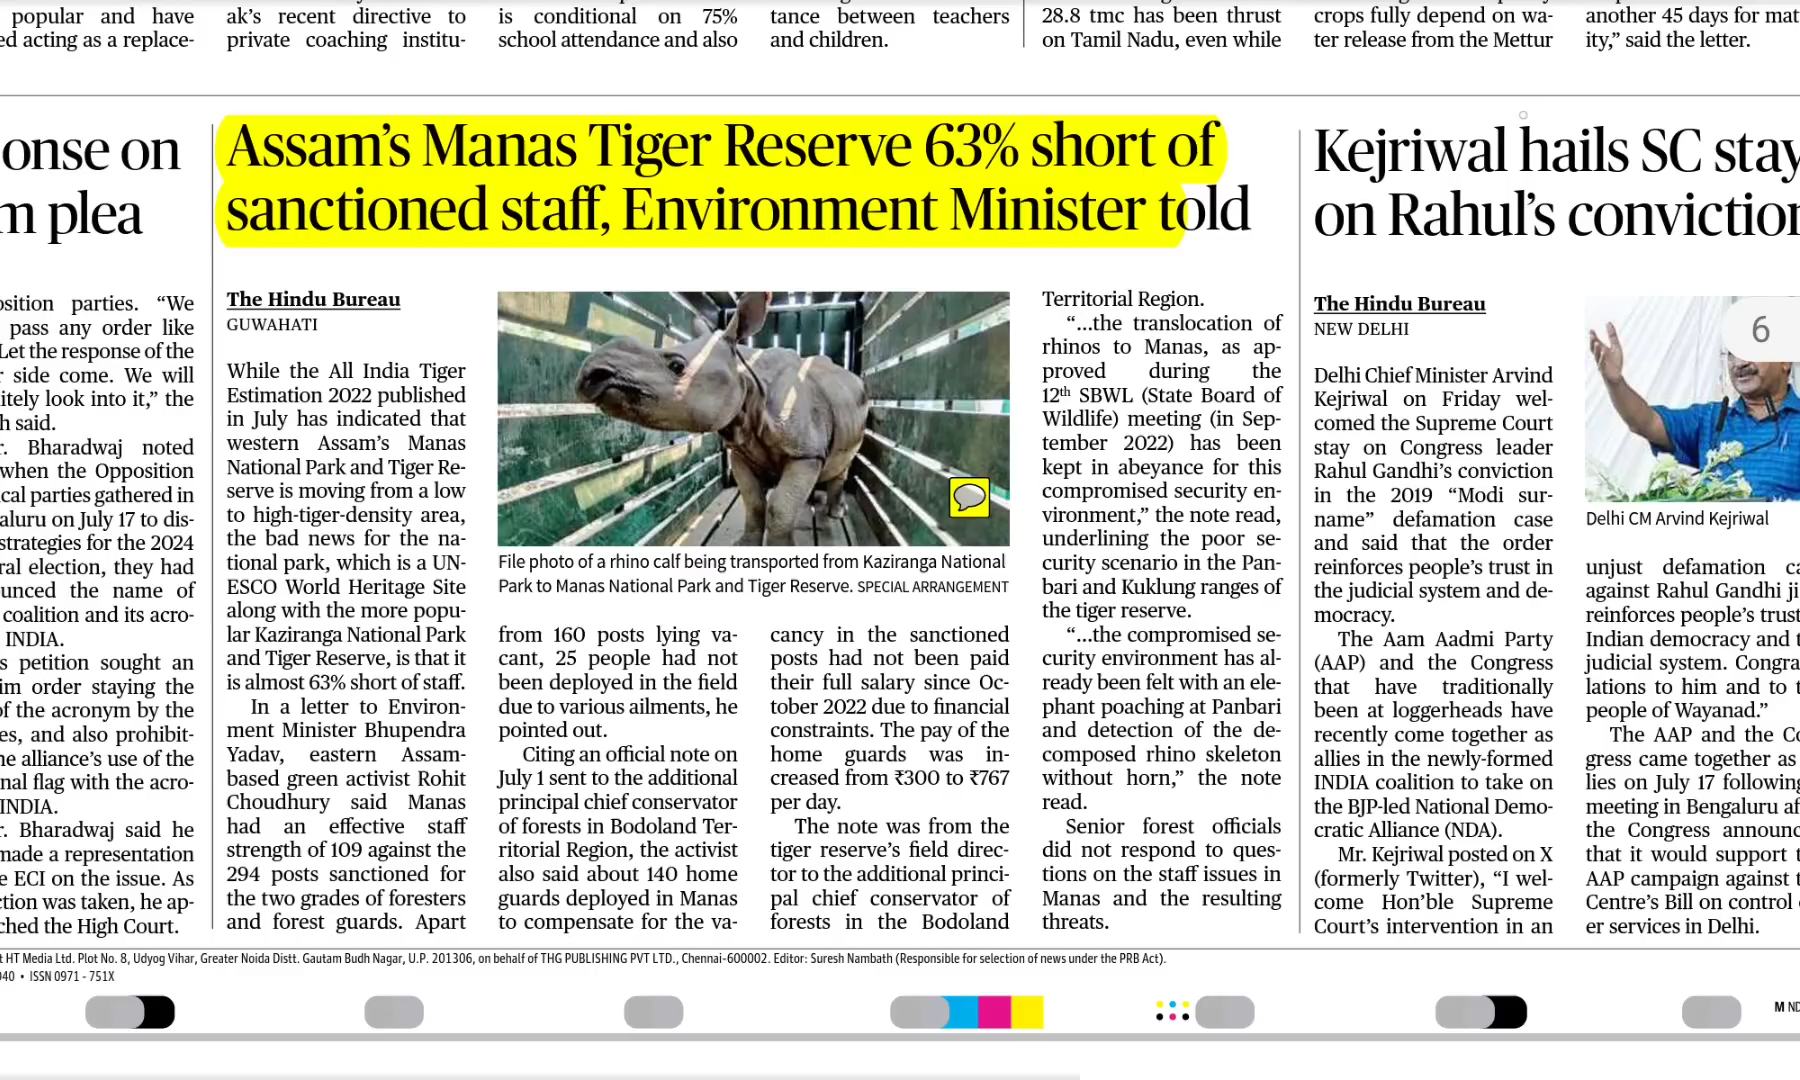 popular and have
ed acting as a replace-
ak’s recent directive to
private coaching institu-
is conditional on 75%
school attendance and also
tance between teachers
and children.
28.8 tmc has been thrust
on Tamil Nadu, even while
crops fully depend on wa-
ter release from the Mettur
another 45 days for mat
ity,” said the letter.
onse on
m plea
osition parties. “We
pass any order like
Let the response of the
r side come. We will
nitely look into it,” the
h said.
r. Bharadwaj noted
when the Opposition
ical parties gathered in
aluru on July 17 to dis-
strategies for the 2024
ral election, they had
ounced the name of
coalition and its acro-
INDIA.
s petition sought an
im order staying the
of the acronym by the
es, and also prohibit-
he alliance’s use of the
nal flag with the acro-
INDIA.
r. Bharadwaj said he
made a representation
e ECI on the issue. As
ction was taken, he ap-
ched the High Court.
Assam’s Manas Tiger Reserve 63% short of
sanctioned staff, Environment Minister told
The Hindu Bureau
GUWAHATI
While the All India Tiger
Estimation 2022 published
in July has indicated that
western Assam’s Manas
National Park and Tiger Re-
serve is moving from a low
to high-tiger-density area,
the bad news for the na-
tional park, which is a UN-
ESCO World Heritage Site
along with the more popu-
lar Kaziranga National Park
and Tiger Reserve, is that it
is almost 63% short of staff.
In a letter to Environ-
ment Minister Bhupendra
Yadav, eastern Assam-
based green activist Rohit
Choudhury said Manas
had an effective staff
strength of 109 against the
294 posts sanctioned for
the two grades of foresters
and forest guards. Apart
File photo of a rhino calf being transported from Kaziranga National
Park to Manas National Park and Tiger Reserve. SPECIAL ARRANGEMENT
from 160 posts lying va-
cant, 25 people had not
been deployed in the field
due to various ailments, he
pointed out.
Citing an official note on
July 1 sent to the additional
principal chief conservator
of forests in Bodoland Ter-
ritorial Region, the activist
also said about 140 home
guards deployed in Manas
to compensate for the va-
cancy in the sanctioned
posts had not been paid
their full salary since Oc-
tober 2022 due to financial
constraints. The pay of the
home guards was in-
creased from ₹300 to ₹767
per day.
The note was from the
tiger reserve’s field direc-
tor to the additional princi-
pal chief conservator of
forests in the Bodoland
Territorial Region.
“...the translocation of
rhinos to Manas, as ap-
proved during the
12th SBWL (State Board of
Wildlife) meeting (in Sep-
tember 2022) has been
kept in abeyance for this
compromised security en-
vironment,” the note read,
underlining the poor se-
curity scenario in the Pan-
bari and Kuklung ranges of
the tiger reserve.
“...the compromised se-
curity environment has al-
ready been felt with an ele-
phant poaching at Panbari
and detection of the de-
composed rhino skeleton
without horn,” the note
read.
Senior forest officials
did not respond to ques-
tions on the staff issues in
Manas and the resulting
threats.
Kejriwal hails SC stay
on Rahul’s conviction
The Hindu Bureau
NEW DELHI
Delhi Chief Minister Arvind
Kejriwal on Friday wel-
comed the Supreme Court
stay on Congress leader
Rahul Gandhi’s conviction
in the 2019 “Modi sur-
name” defamation case
and said that the order
reinforces people’s trust in
the judicial system and de-
mocracy.
The Aam Aadmi Party
(AAP) and the Congress
that have traditionally
been at loggerheads have
recently come together as
allies in the newly-formed
INDIA coalition to take on
the BJP-led National Demo-
cratic Alliance (NDA).
Mr. Kejriwal posted on X
(formerly Twitter), “I wel-
come Hon’ble Supreme
Court’s intervention in an
6
Delhi CM Arvind Kejriwal
unjust defamation ca
against Rahul Gandhi ji
reinforces people’s trust
Indian democracy and t
judicial system. Congra
lations to him and to t
people of Wayanad.”
The AAP and the Co
gress came together as
lies on July 17 following
meeting in Bengaluru af
the Congress announc
that it would support t
AAP campaign against t
Centre’s Bill on control
er services in Delhi.
t HT Media Ltd. Plot No. 8, Udyog Vihar, Greater Noida Distt. Gautam Budh Nagar, U.P. 201306, on behalf of THG PUBLISHING PVT LTD., Chennai-600002. Editor: Suresh Nambath (Responsible for selection of news under the PRB Act).
040 • ISSN 0971 - 751X
M ND